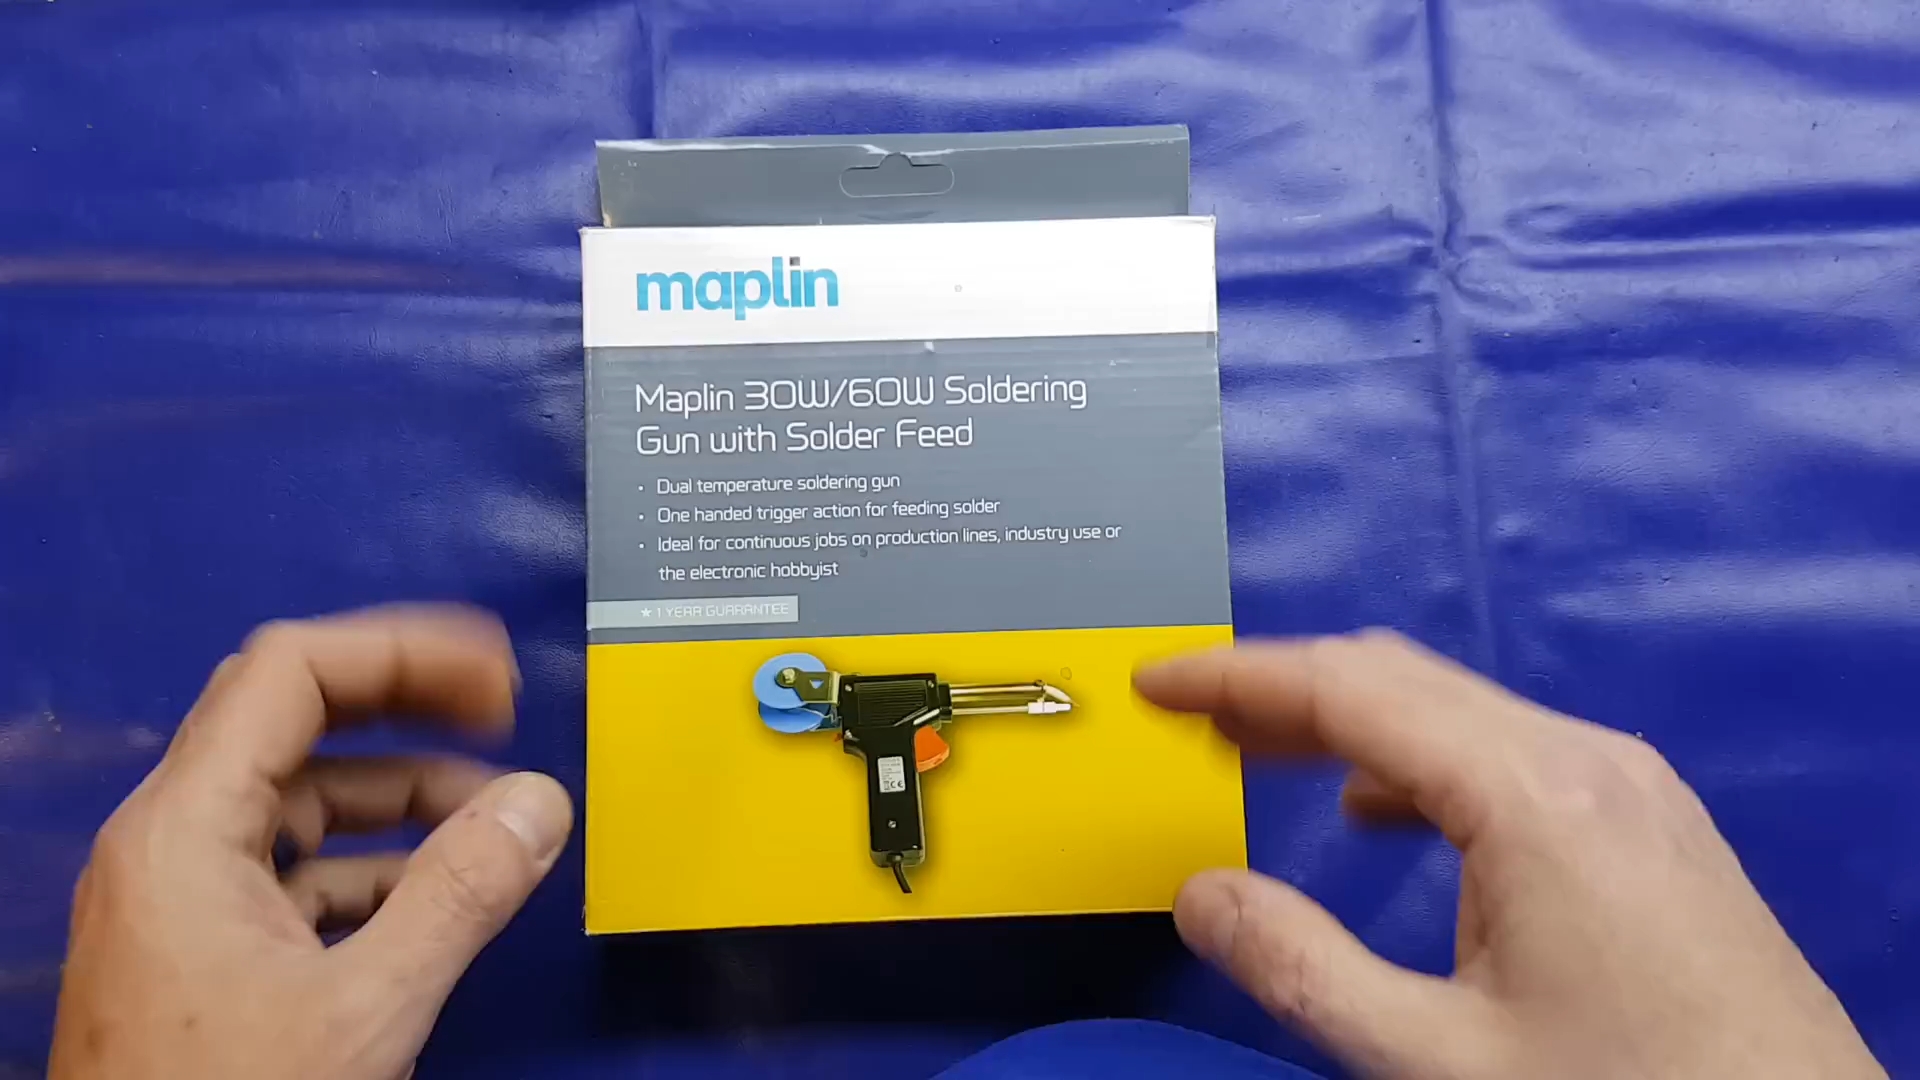 maplin
Maplin 30W/60W Soldering
Gun with Solder Feed
• Dual temperature soldering gun
• One handed trigger action for feeding solder
• Ideal for continuous jobs on production lines, industry use or
the electronic hobbyist
★ 1 YEAR GUARANTEE
CE